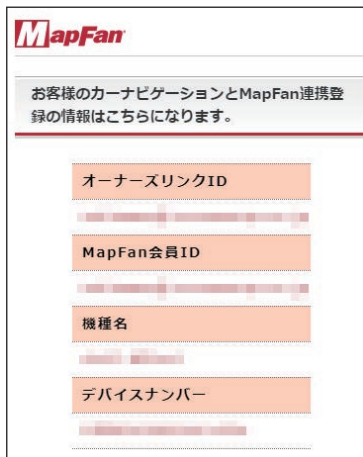 MapFan
お客様のカーナビゲーションとMapFan連携登
録の情報はこちらになります。
オーナーズリンクID
MapFan会員ID
機種名
デバイスナンバー